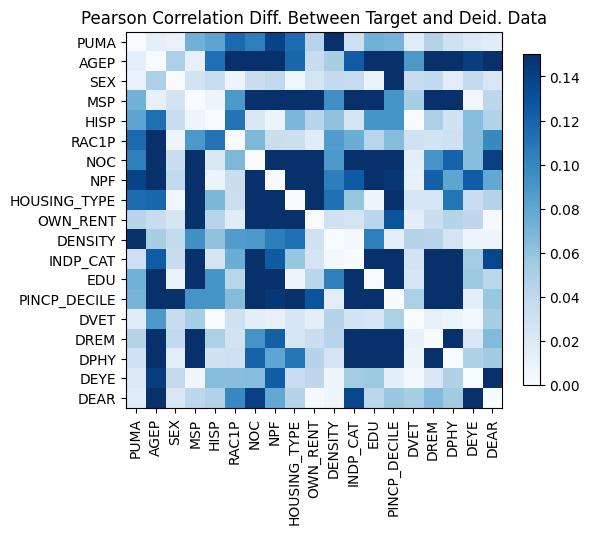 Pearson Correlation Diff. Between Target and Deid. Data
PUMA
AGEP
SEX
MSP
HISP
RAC1P
NOC
NPF
HOUSING_TYPE
OWN_RENT
DENSITY
INDP_CAT
EDU
PINCP_DECILE
DVET
DREM
DPHY
DEYE
DEAR
0.14
0.12
0.10
0.08
0.06
0.04
0.02
0.00
PUMA
AGEP
SEX
MSP
HISP
RAC1P
NOC
NPF
HOUSING_TYPE
OWN_RENT
DENSITY
INDP_CAT
EDU
PINCP_DECILE
DVET
DREM
DPHY
DEYE
DEAR